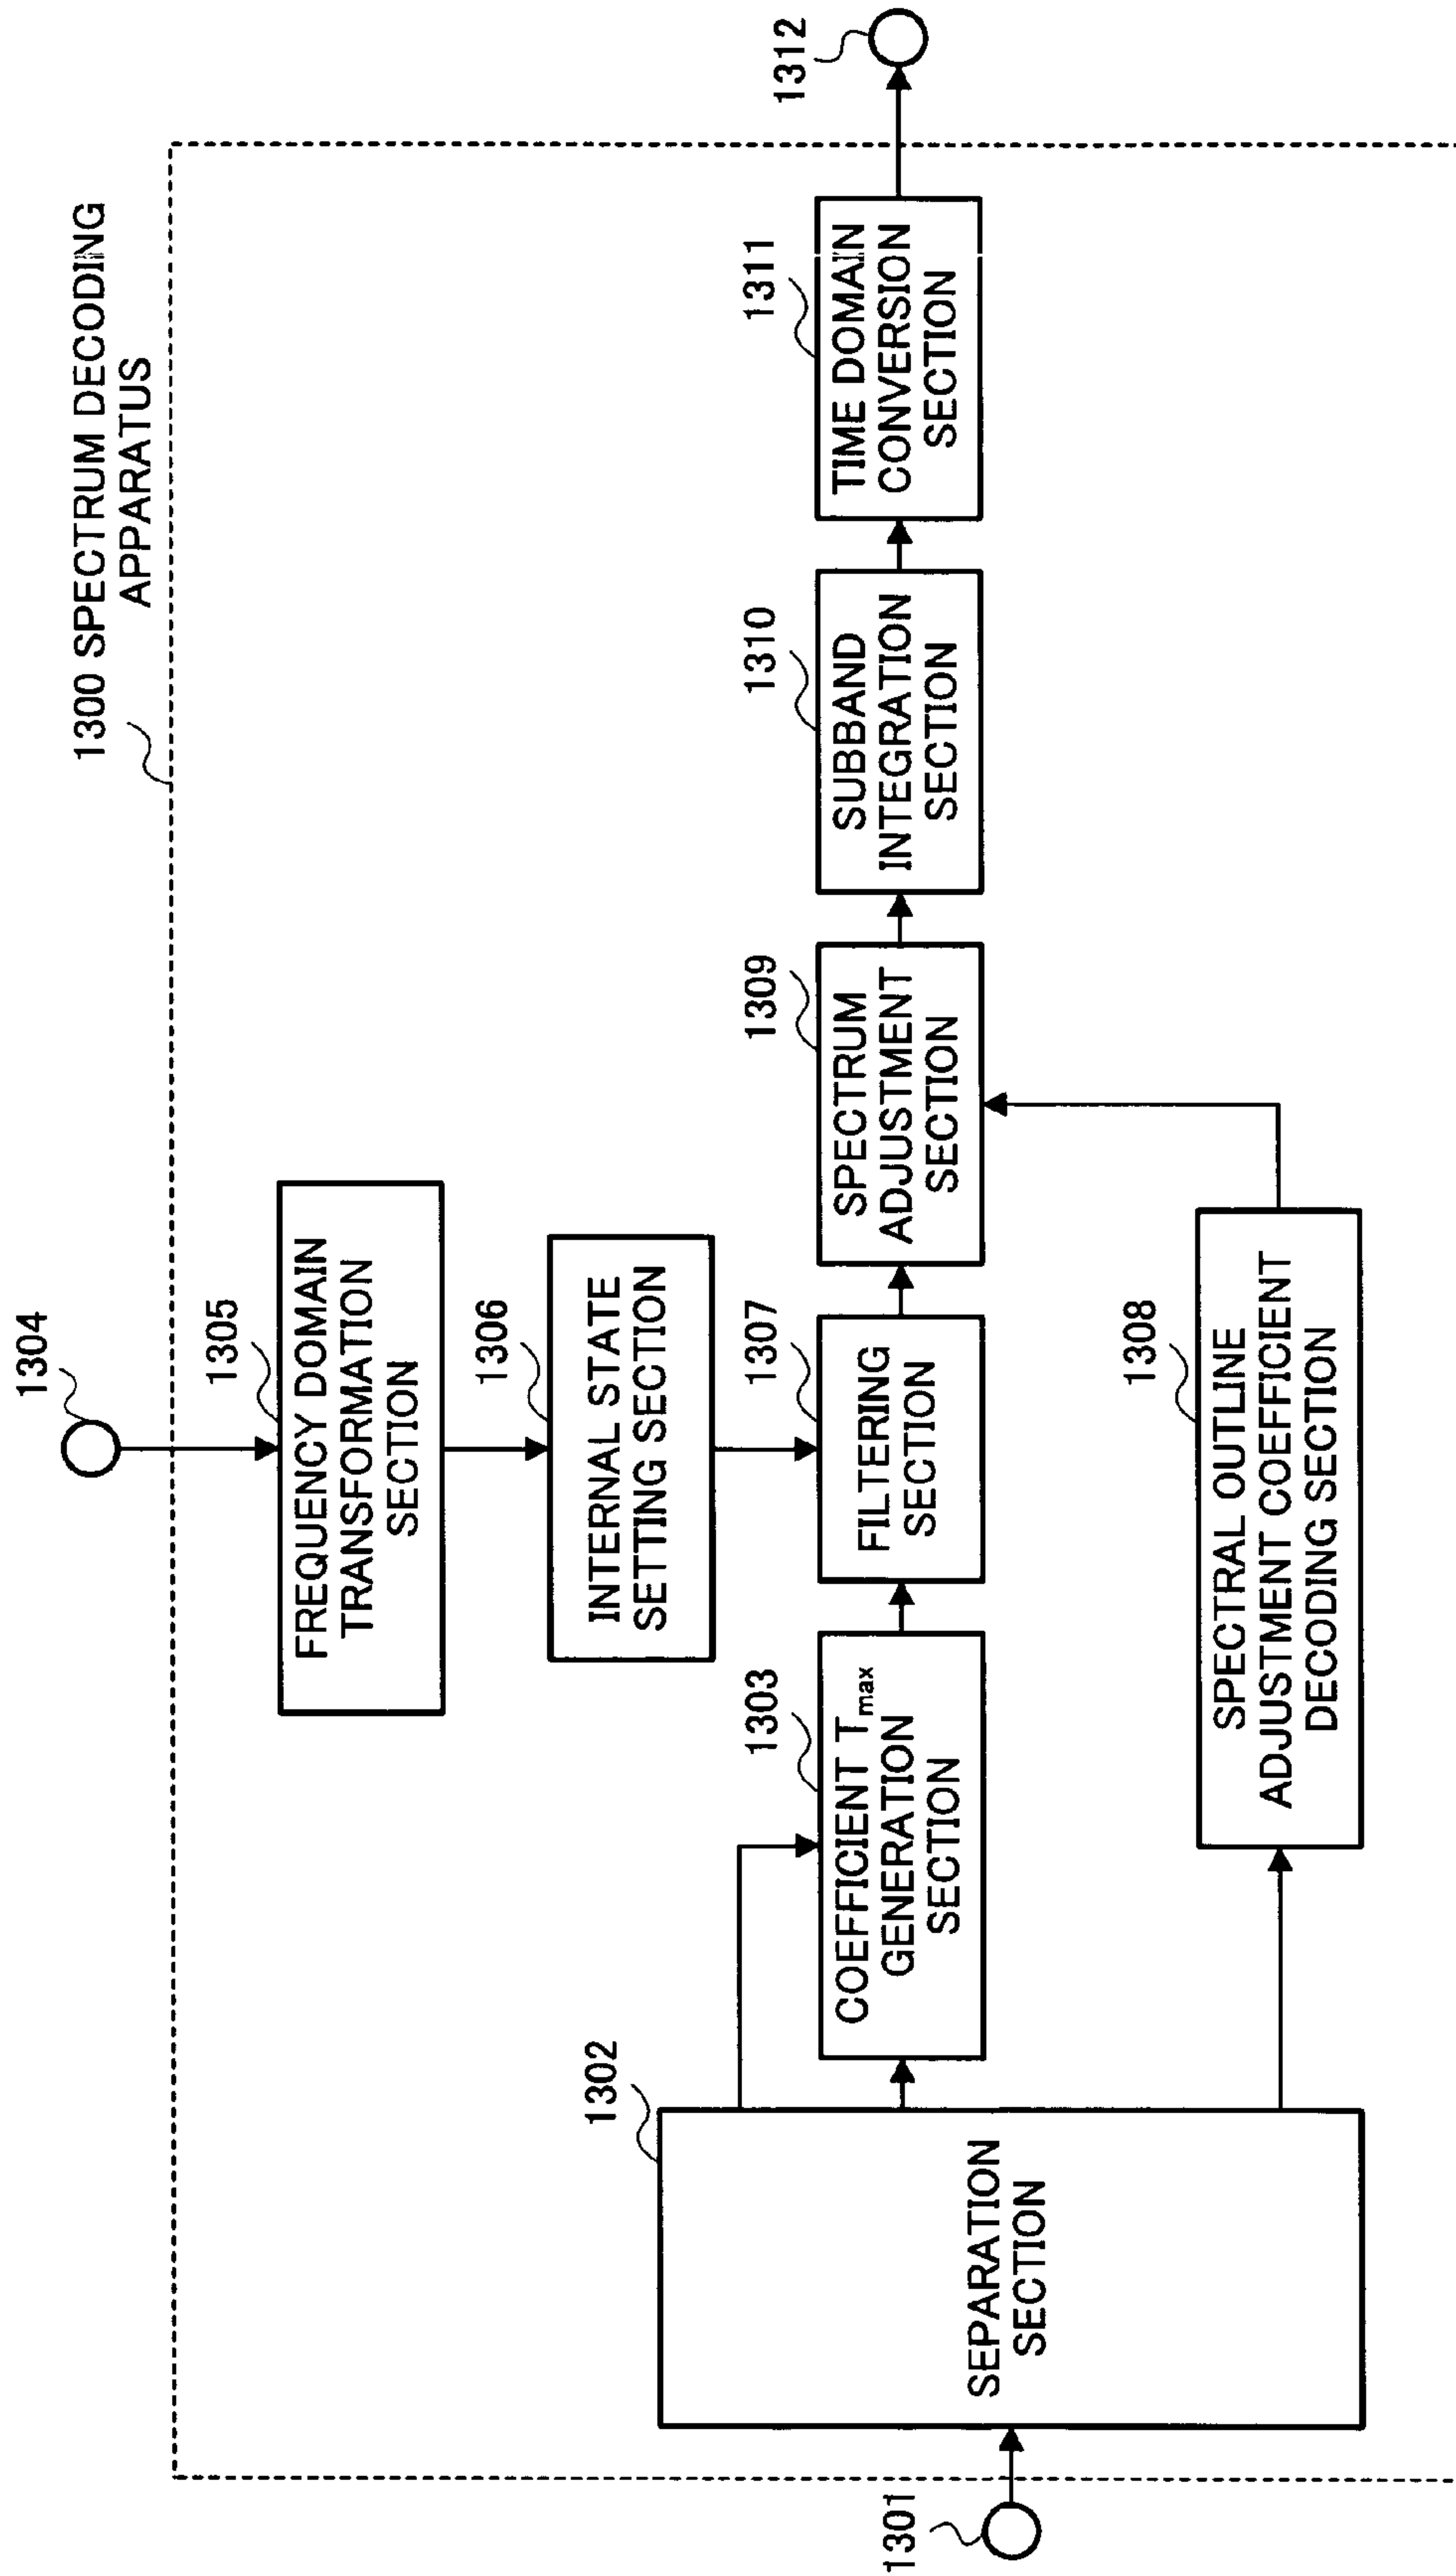 1300 SPECTRUM DECODING
APPARATUS
1304
1305
FREQUENCY DOMAIN
TRANSFORMATION
SECTION
1306
INTERNAL STATE
SETTING SECTION
1301
1302
SEPARATION
SECTION
1303
COEFFICIENT Tmax
GENERATION
SECTION
1307
FILTERING
SECTION
1309
SPECTRUM
ADJUSTMENT
SECTION
1310
SUBBAND
INTEGRATION
SECTION
1311
TIME DOMAIN
CONVERSION
SECTION
1312
1308
SPECTRAL OUTLINE
ADJUSTMENT COEFFICIENT
DECODING SECTION